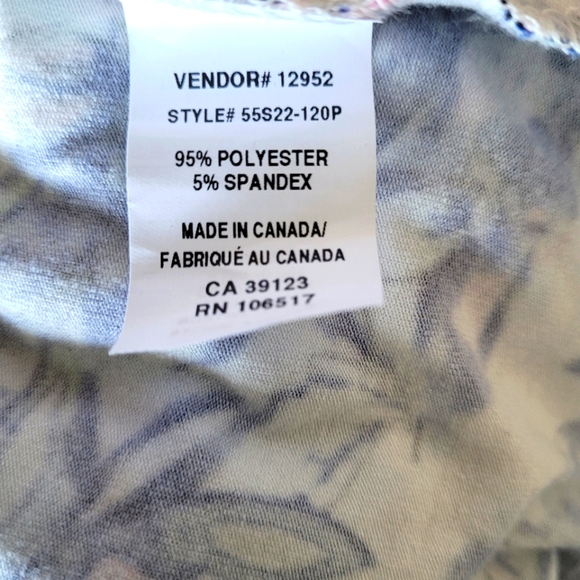 VENDOR# 12952
STYLE# 55S22-120P
95% POLYESTER
5% SPANDEX
MADE IN CANADA/
FABRIQUÉ AU CANADA
CA 39123
RN 106517